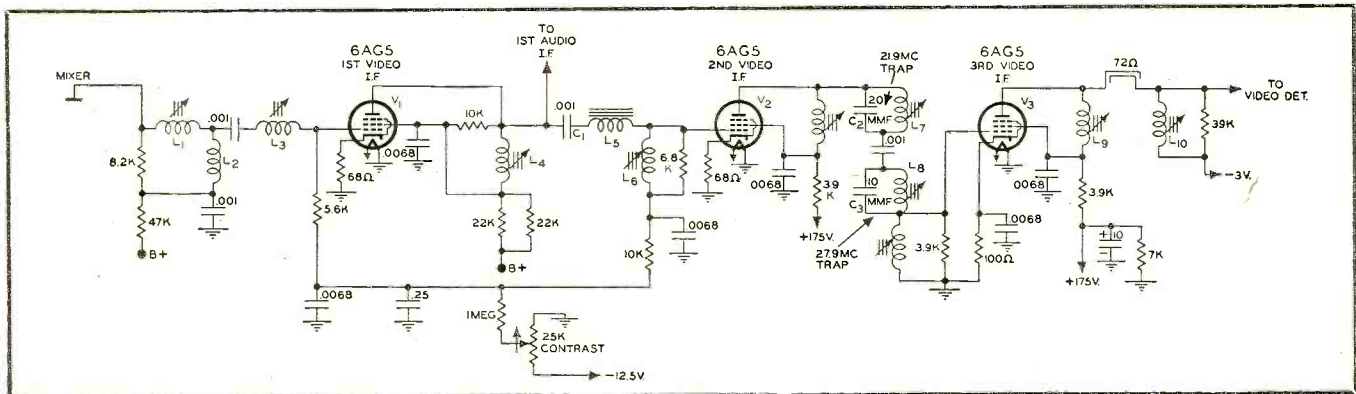 MIXER
L1
.001
L2
L3
8.2K
.001
47K
B+
6AG5
1ST VIDEO
I.F.
V1
10K
.0068
68Ω
L4
5.6K
22K
22K
B+
.0068
.25
1 MEG
25K
CONTRAST
-12.5V.
TO
1ST AUDIO
I.F.
.001
C1
L5
L6
6.8
K
.0068
10K
6AG5
2ND VIDEO
I.F.
V2
68Ω
.0068
3.9
K
+175V.
21.9MC
TRAP
20
C2
MMF
L7
.001
L8
10
C3
MMF
27.9MC
TRAP
3.9K
6AG5
3RD VIDEO
I.F.
V3
100Ω
.0068
.0068
72Ω
L9
3.9K
+
10
-
7K
+175V.
L10
39K
-3V.
TO
VIDEO DET.